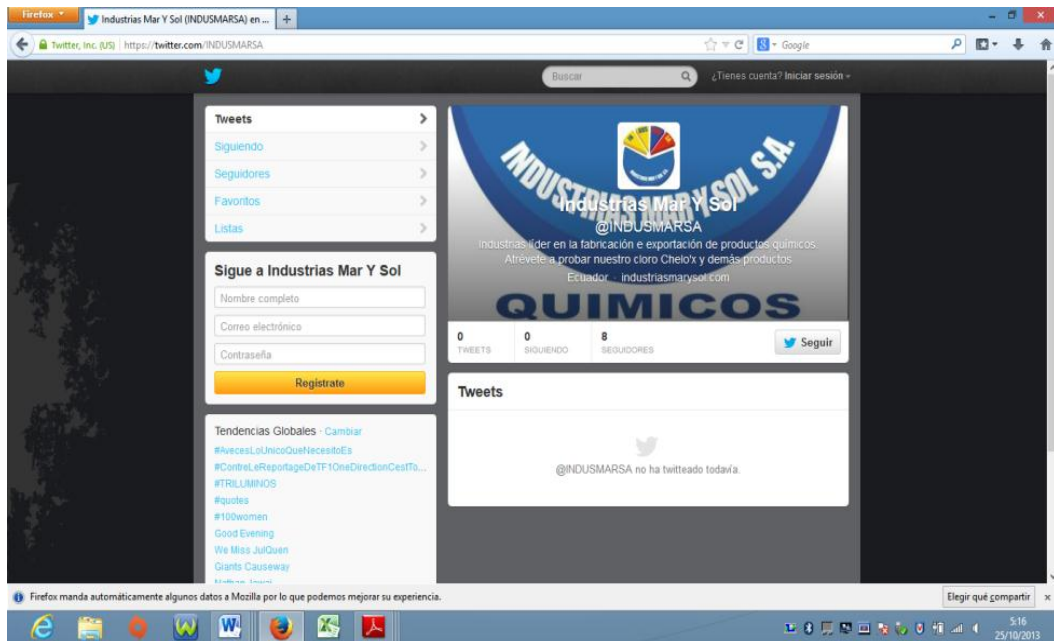 Firefox
Industrias Mar Y Sol (INDUSMARSA) en ...
Twitter, Inc. (US)
https://twitter.com/INDUSMARSA
Google
Buscar
¿Tienes cuenta? Iniciar sesión
Tweets
Siguiendo
Seguidores
Favoritos
Listas
Sigue a Industrias Mar Y Sol
Nombre completo
Correo electrónico
Contraseña
Regístrate
Tendencias Globales · Cambiar
#AvecesLoUnicoQueNecesitoEs
#ContreLeReportageDeTF1OneDirectionCestTo...
#TRILUMINOS
#quotes
#100women
Good Evening
We Miss JulQuen
Giants Causeway
INDUSTRIAS MAR Y SOL S.A.
Industrias Mar Y Sol
@INDUSMARSA
Industrias líder en la fabricación e exportación de productos químicos.
Atrévete a probar nuestro cloro Chelo'x y demás productos
Ecuador · industriasmarysol.com
QUIMICOS
0
TWEETS
0
SIGUIENDO
8
SEGUIDORES
Seguir
Tweets
@INDUSMARSA no ha twitteado todavía.
Firefox manda automáticamente algunos datos a Mozilla por lo que podemos mejorar su experiencia.
Elegir qué compartir
5:16
25/10/2013